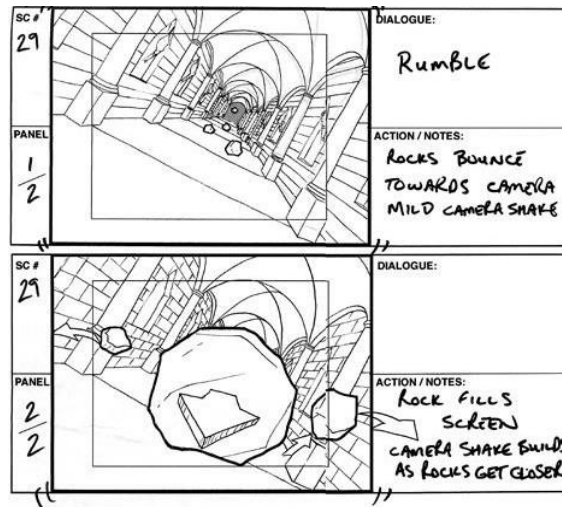 SC #
29
DIALOGUE:
RUMBLE
PANEL
1
2
ACTION / NOTES:
ROCKS BOUNCE
TOWARDS CAMERA
MILD CAMERA SHAKE
SC #
29
DIALOGUE:
PANEL
2
2
ACTION / NOTES:
ROCK FILLS
SCREEN
CAMERA SHAKE BUILDS
AS ROCKS GET CLOSER